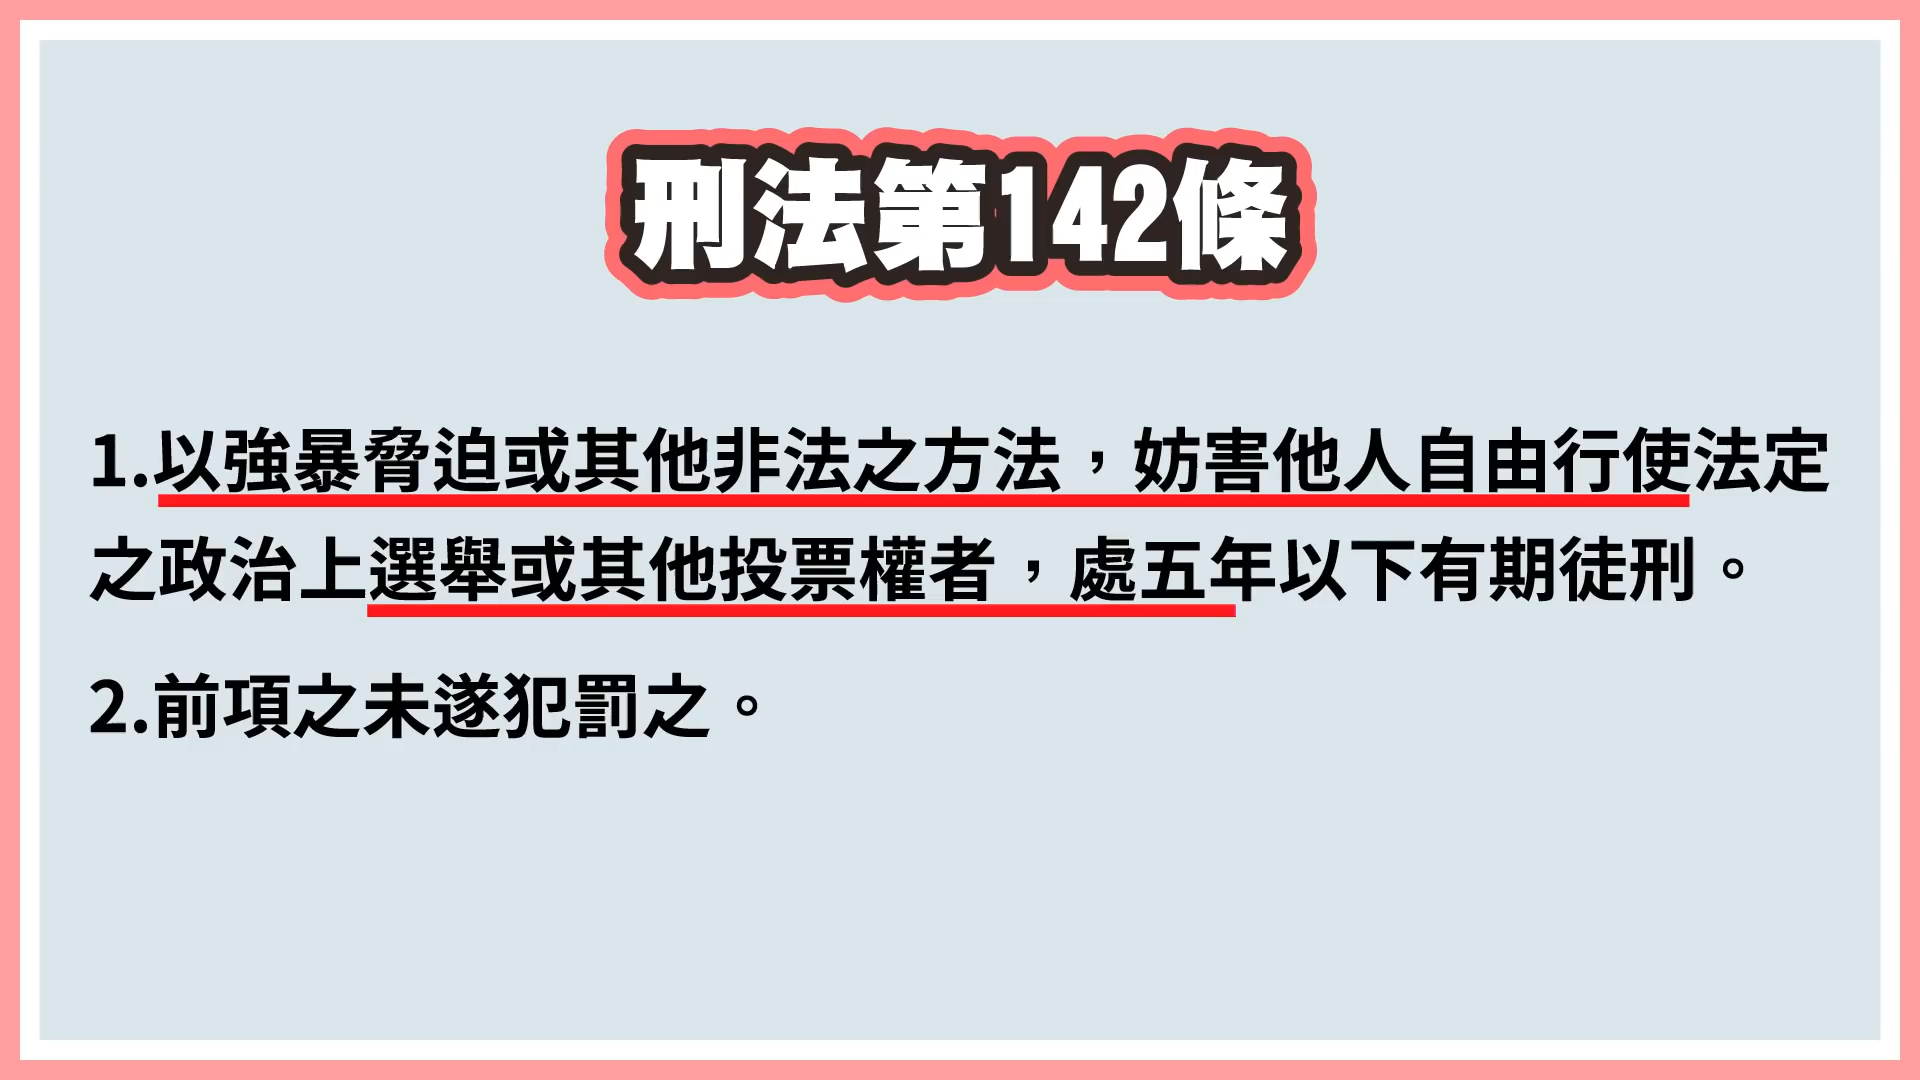 刑法第142條
1.以強暴脅迫或其他非法之方法，妨害他人自由行使法定
之政治上選舉或其他投票權者，處五年以下有期徒刑。
2.前項之未遂犯罰之。